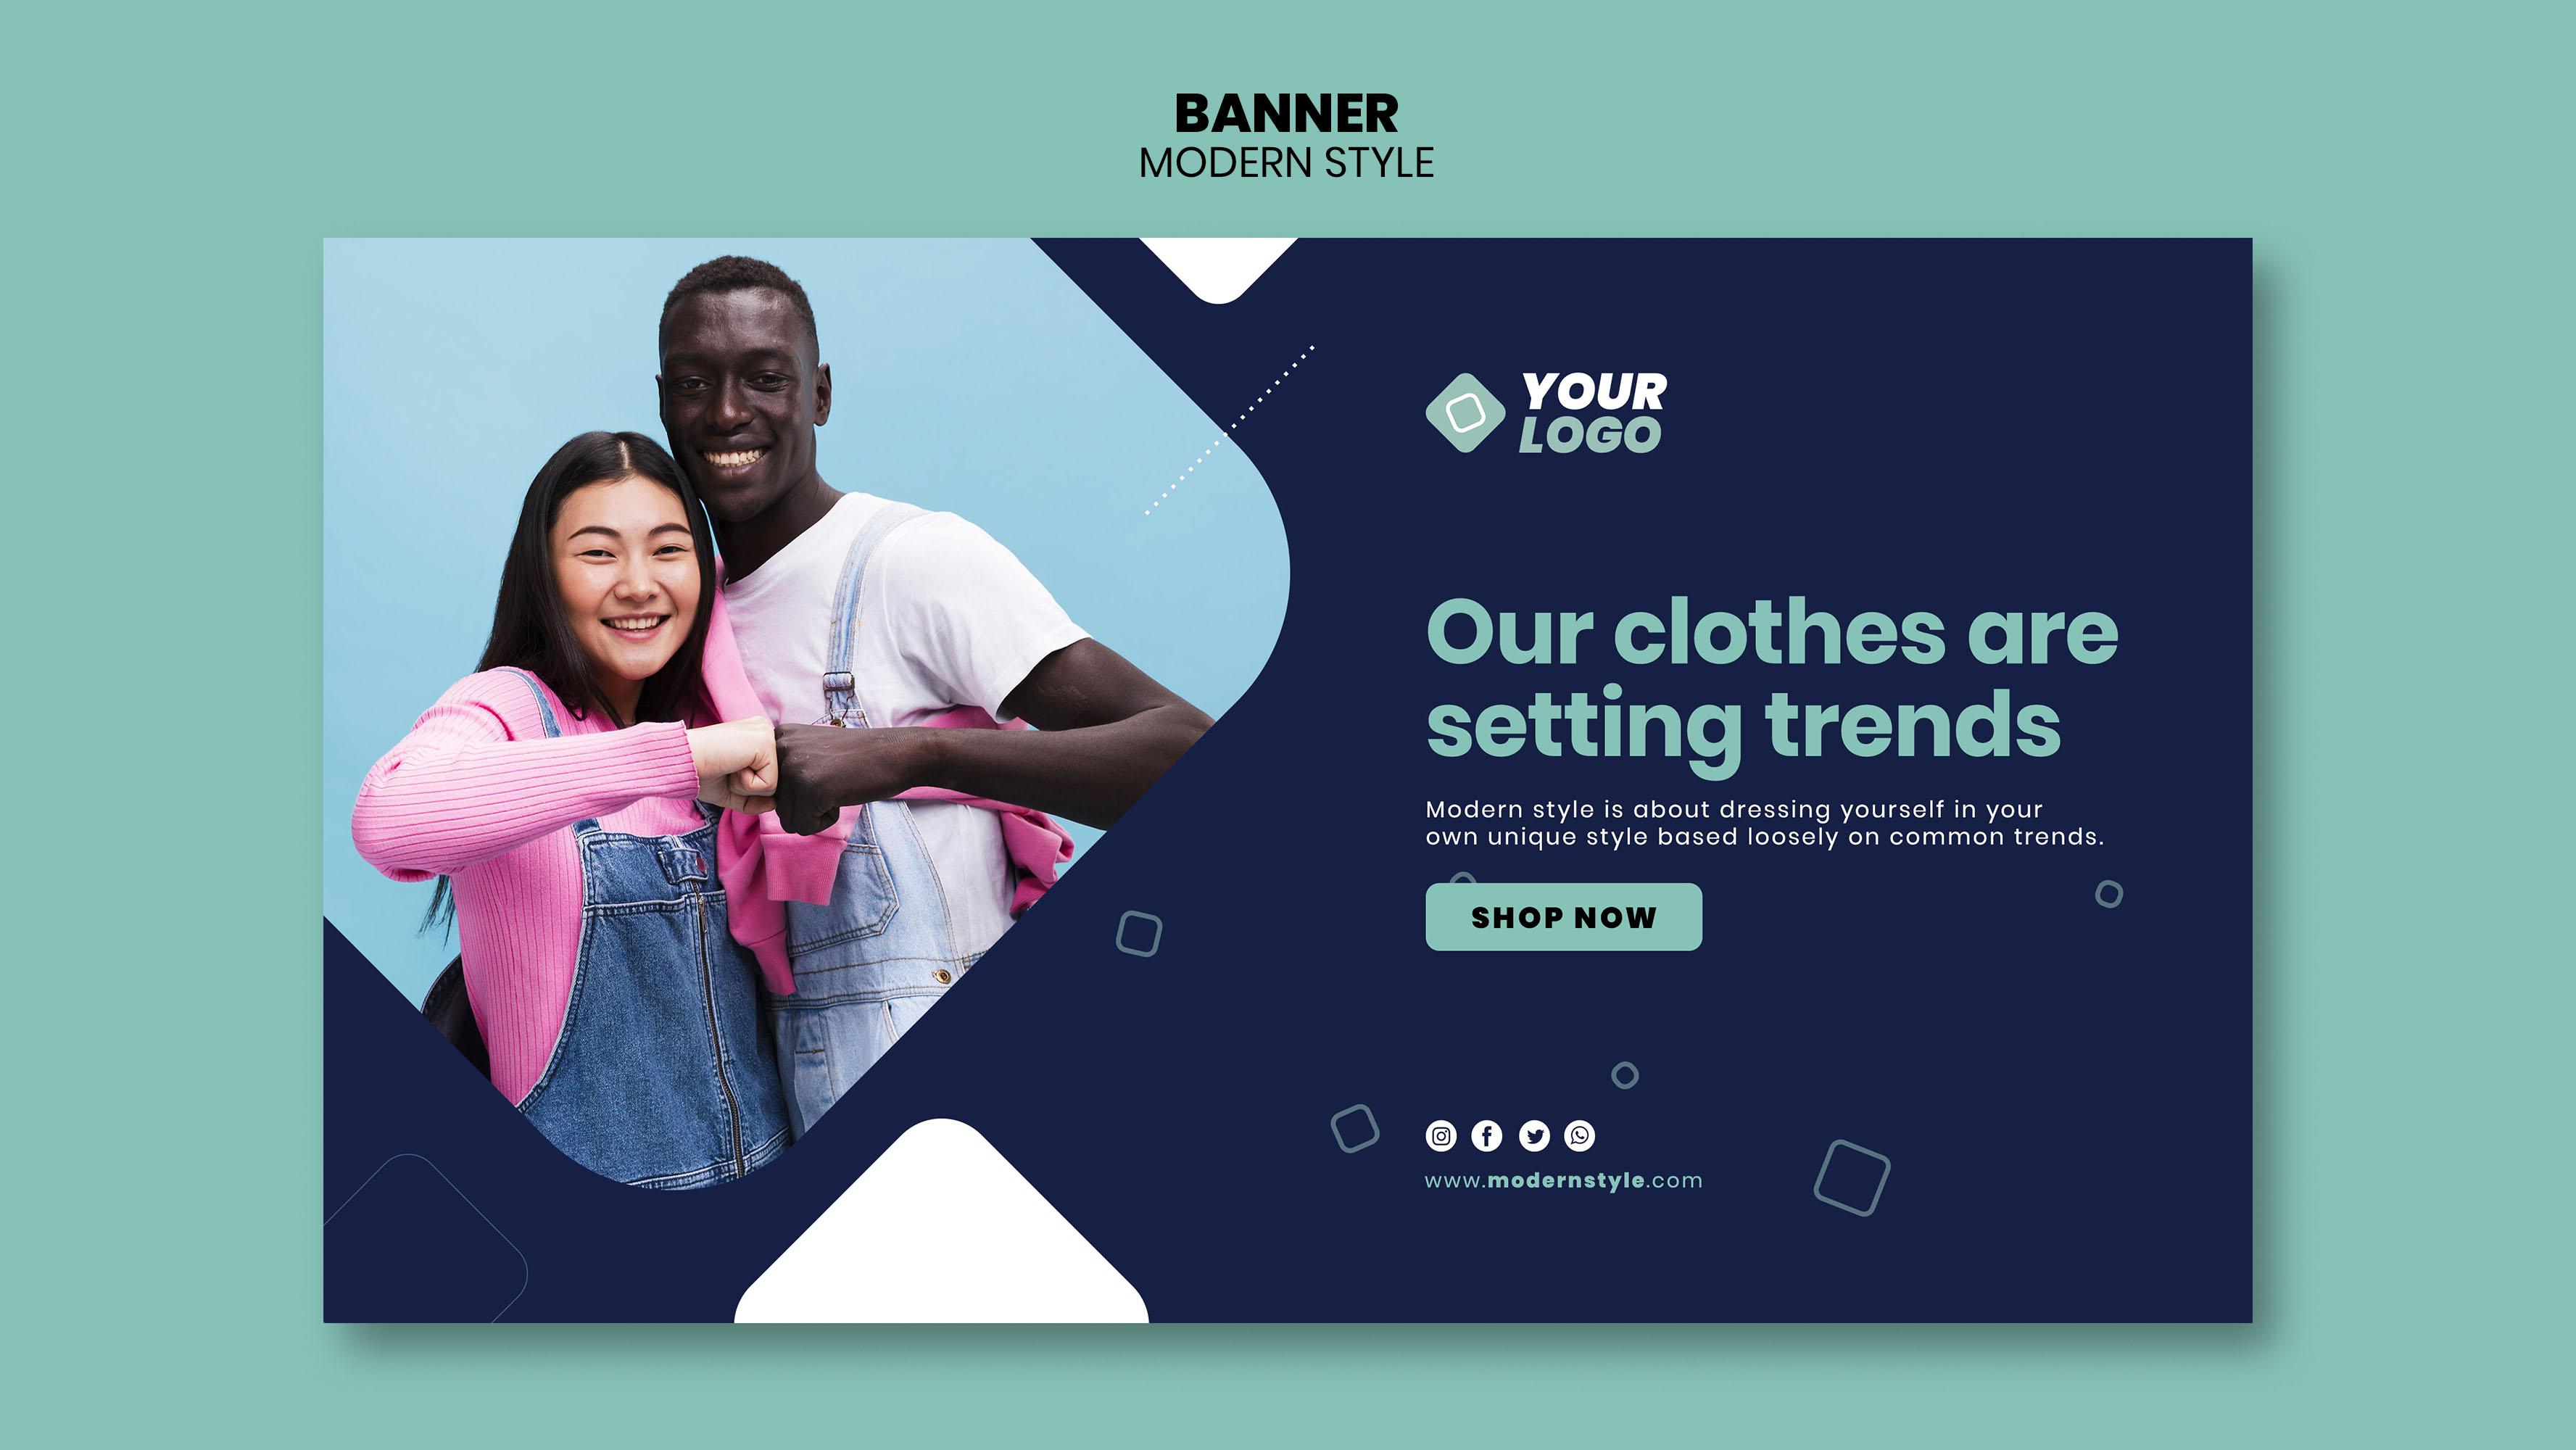 BANNER
MODERN STYLE
YOUR
LOGO
Our clothes are
setting trends
Modern style is about dressing yourself in your
own unique style based loosely on common trends.
SHOP NOW
www.modernstyle.com